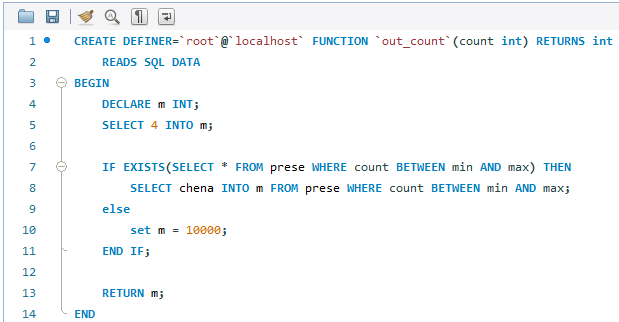 1 CREATE DEFINER=`root`@`localhost` FUNCTION `out_count`(count int) RETURNS int
2 READS SQL DATA
3 BEGIN
4 DECLARE m INT;
5 SELECT 4 INTO m;
6
7 IF EXISTS(SELECT * FROM prese WHERE count BETWEEN min AND max) THEN
8 SELECT chena INTO m FROM prese WHERE count BETWEEN min AND max;
9 else
10 set m = 10000;
11 END IF;
12
13 RETURN m;
14 END